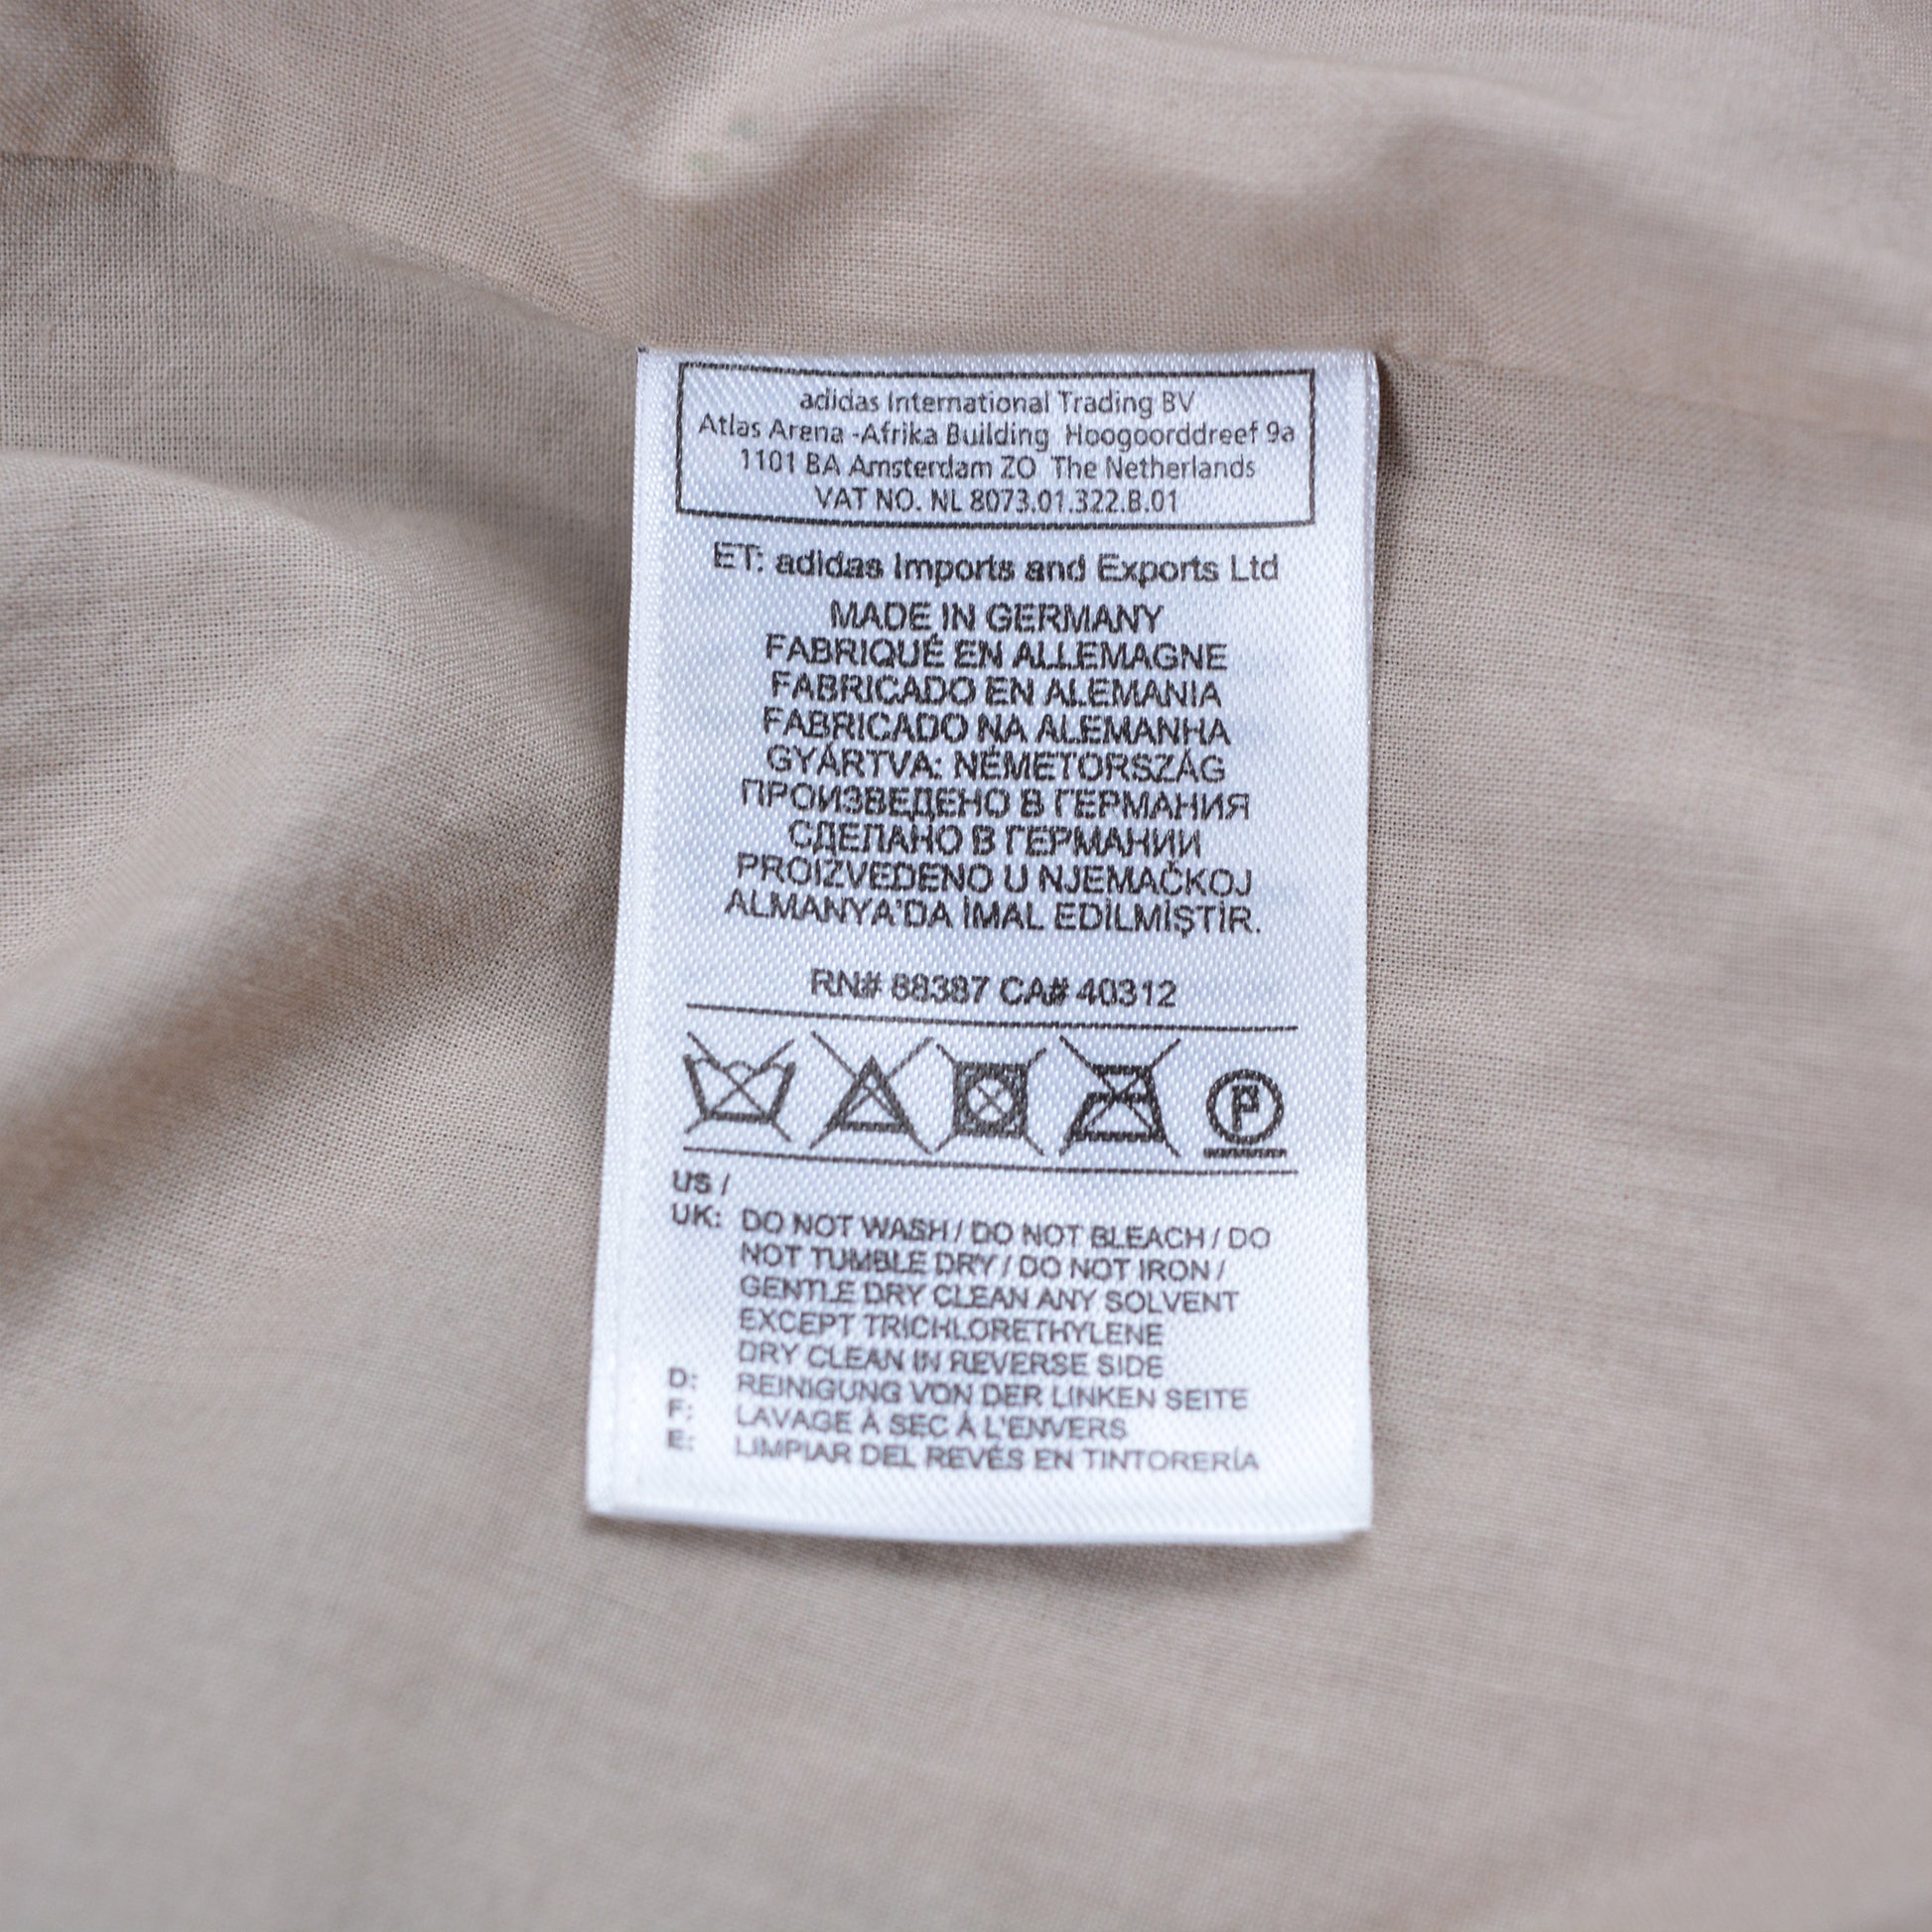 adidas International Trading BV
Atlas Arena -Afrika Building Hoogoorddreef 9a
1101 BA Amsterdam ZO The Netherlands
VAT NO. NL 8073.01.322.B.01
ET: adidas Imports and Exports Ltd
MADE IN GERMANY
FABRIQUÉ EN ALLEMAGNE
FABRICADO EN ALEMANIA
FABRICADO NA ALEMANHA
GYÁRTVA: NÉMETORSZÁG
ПРОИЗВЕДЕНО В ГЕРМАНИЯ
СДЕЛАНО В ГЕРМАНИИ
PROIZVEDENO U NJEMAČKOJ
ALMANYA'DA İMAL EDİLMİŞTİR.
RN# 88387 CA# 40312
P
US /
UK: DO NOT WASH / DO NOT BLEACH / DO
NOT TUMBLE DRY / DO NOT IRON /
GENTLE DRY CLEAN ANY SOLVENT
EXCEPT TRICHLORETHYLENE
DRY CLEAN IN REVERSE SIDE
D: REINIGUNG VON DER LINKEN SEITE
F: LAVAGE À SEC À L'ENVERS
E: LIMPIAR DEL REVÉS EN TINTORERÍA